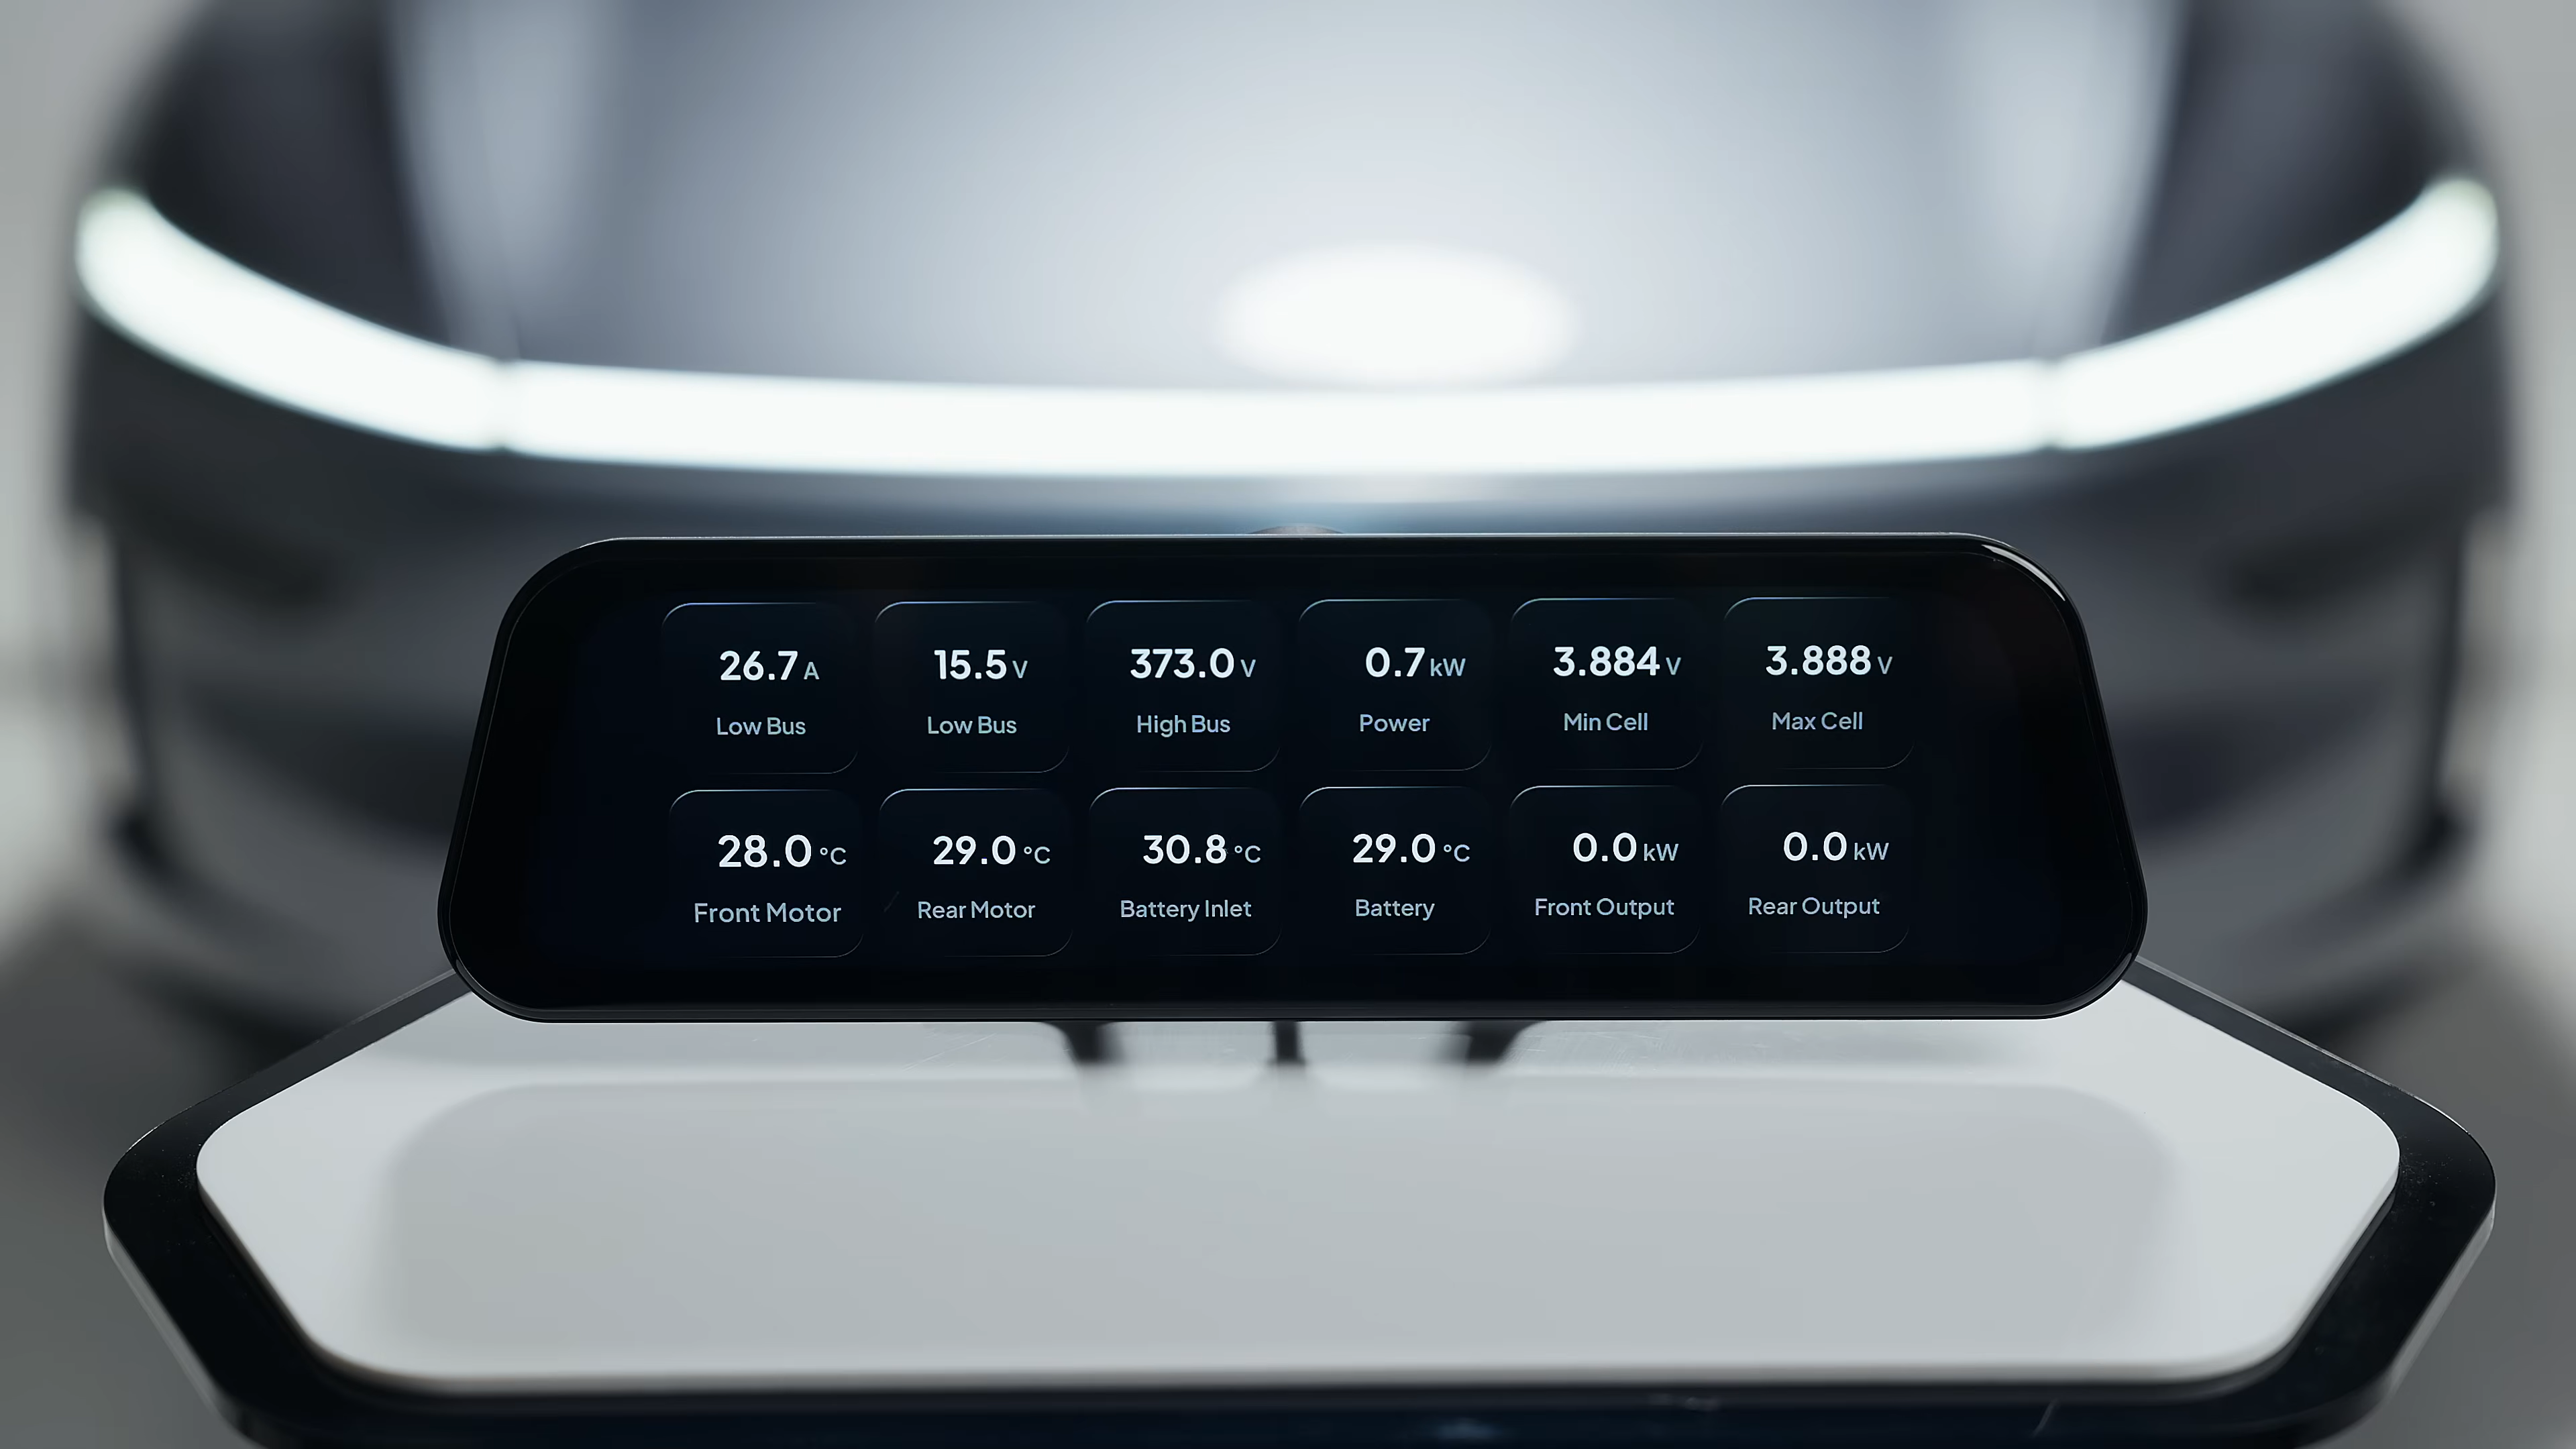 26.7 A 15.5 V 373.0 V 0.7 kW 3.884 V 3.888 V
Low Bus Low Bus High Bus Power Min Cell Max Cell
28.0 °C 29.0 °C 30.8 °C 29.0 °C 0.0 kW 0.0 kW
Front Motor Rear Motor Battery Inlet Battery Front Output Rear Output